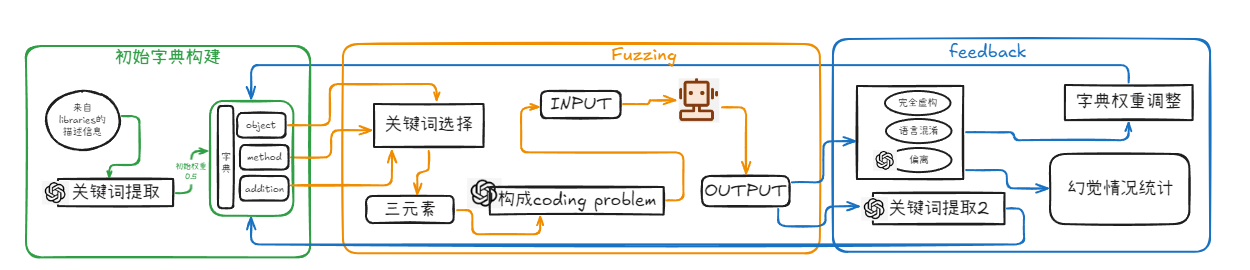 初始字典构建
来自
libraries的
描述信息
关键词提取
初始权重
0.5
字
典
object
method
addition
Fuzzing
关键词选择
三元素
构成coding problem
INPUT
OUTPUT
feedback
完全虚构
语言混淆
偏离
关键词提取2
字典权重调整
幻觉情况统计